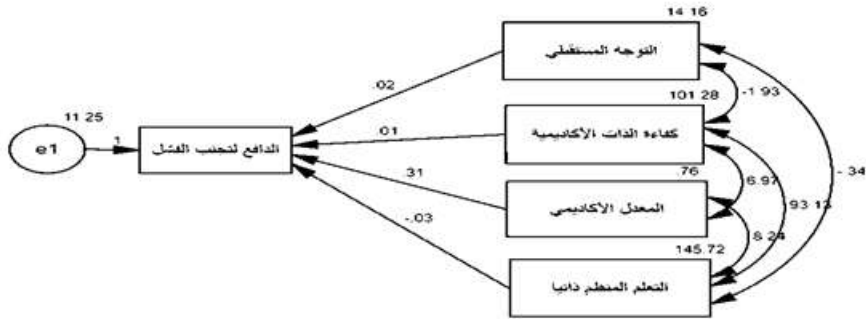 14 16
التوجه المستقبلي
.02
-1 93
101 28
11 25
كفاءة الذات الأكاديمية
.01
e1
1
الدافع لتجنب الفشل
- 34
.76
.31
6.97
93 13
المعدل الأكاديمي
-.03
8 24
145.72
التعلم المنظم ذاتيا